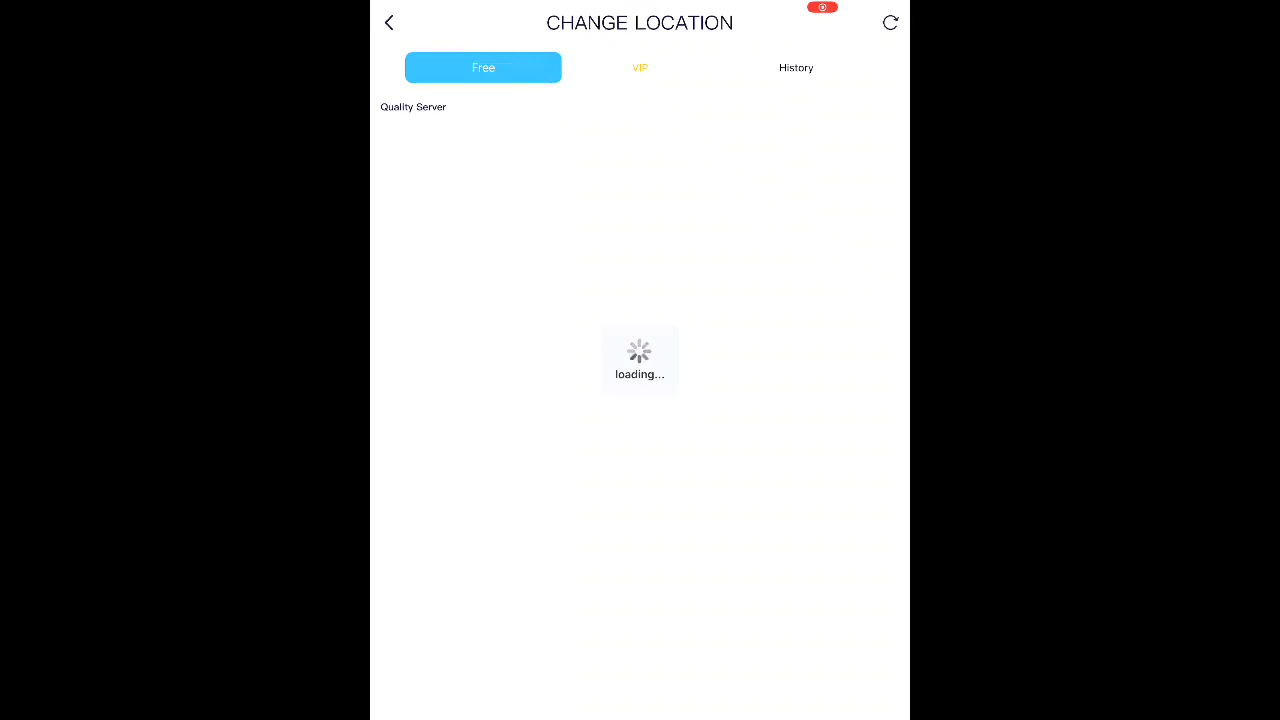 CHANGE LOCATION
Free
VIP
History
Quality Server
loading...